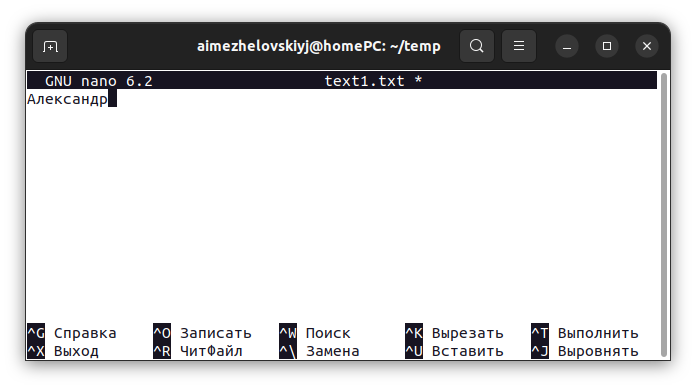 aimezhelovskiyj@homePC: ~/temp
GNU nano 6.2 text1.txt *
Александр
^G Справка ^O Записать ^W Поиск ^K Вырезать ^T Выполнить
^X Выход ^R ЧитФайл ^\ Замена ^U Вставить ^J Выровнять